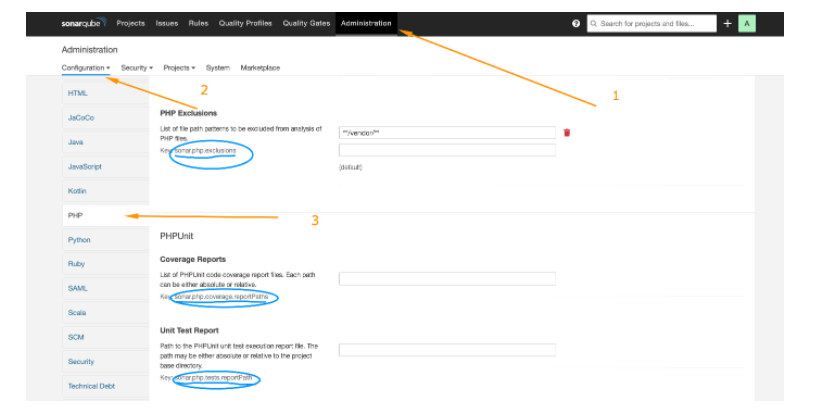 sonarqube Projects Issues Rules Quality Profiles Quality Gates Administration ? Search for projects and files... + A
Administration
Configuration Security Projects System Marketplace
1
2
3
HTML
JaCoCo
Java
JavaScript
Kotlin
PHP
Python
Ruby
SAML
Scala
SCM
Security
Technical Debt
PHP Exclusions
List of file path patterns to be excluded from analysis of
PHP files.
Key: sonar.php.exclusions
**/vendor/**
(default)
PHPUnit
Coverage Reports
List of PHPUnit code coverage report files. Each path
can be either absolute or relative.
Key: sonar.php.coverage.reportPaths
Unit Test Report
Path to the PHPUnit unit test execution report file. The
path may be either absolute or relative to the project
base directory.
Key: sonar.php.tests.reportPath